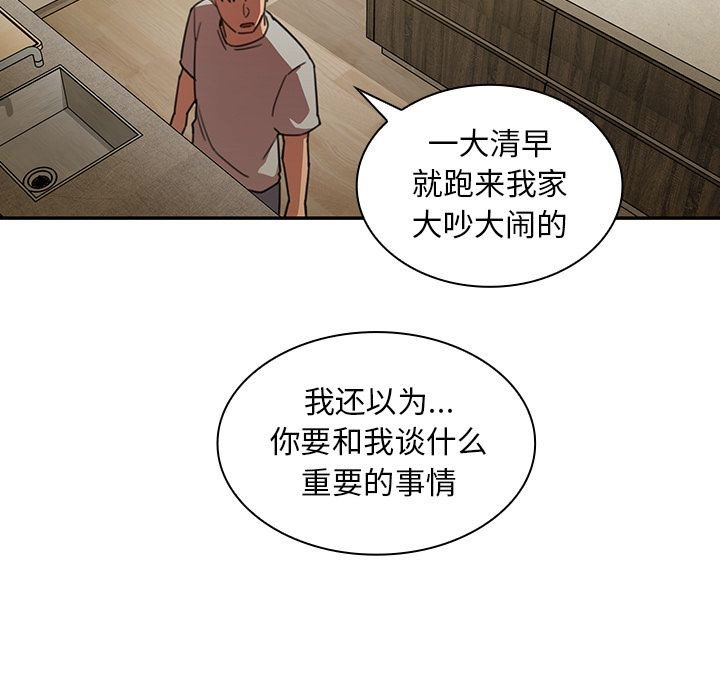 一大清早
就跑来我家
大吵大闹的
我还以为...
你要和我谈什么
重要的事情